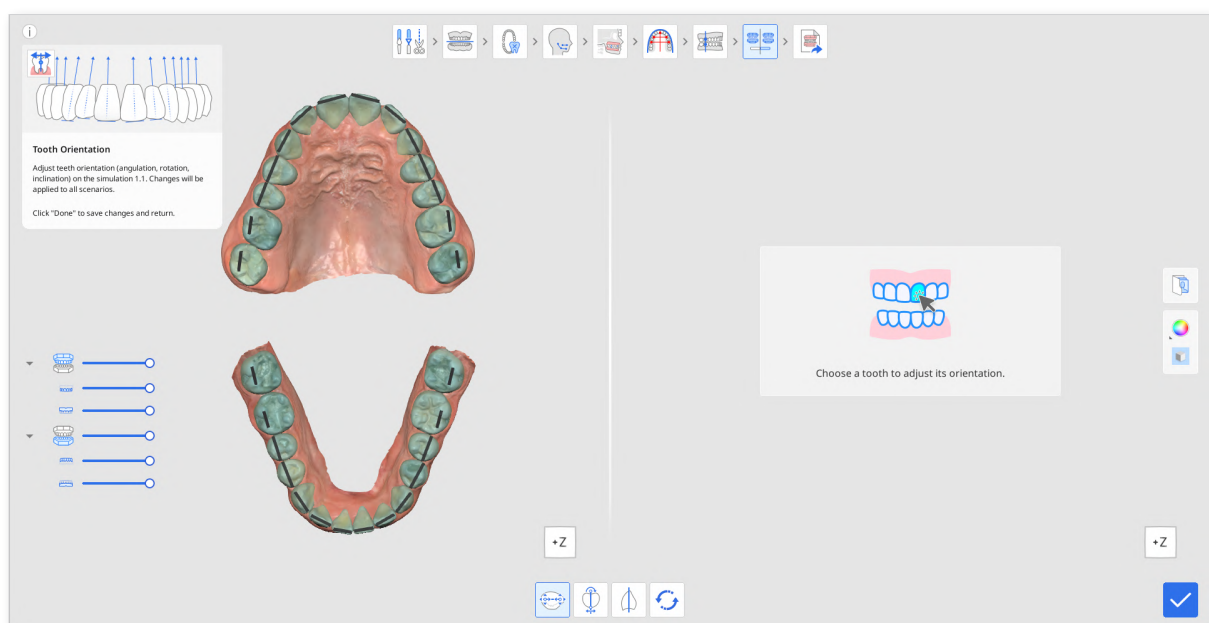 Tooth Orientation
Adjust teeth orientation (angulation, rotation,
inclination) on the simulation 1.1. Changes will be
applied to all scenarios.
Click "Done" to save changes and return.
Choose a tooth to adjust its orientation.
+Z
+Z